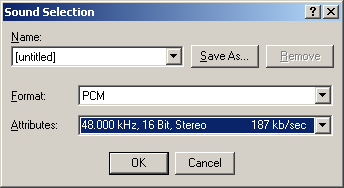 Sound Selection
Name:
[untitled]
Save As...
Remove
Format:
PCM
Attributes:
48.000 kHz, 16 Bit, Stereo 187 kb/sec
OK
Cancel